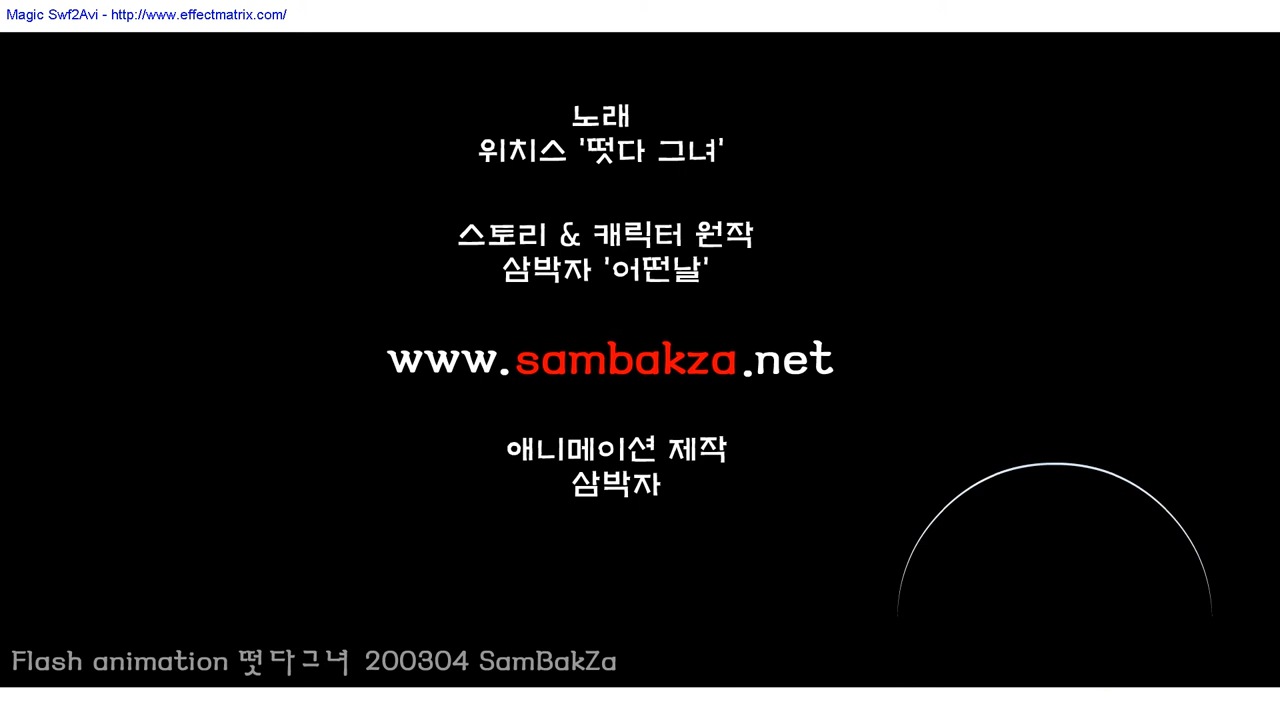 Magic Swf2Avi - http://www.effectmatrix.com/
노래
위치스 '떳다 그녀'
스토리 & 캐릭터 원작
삼박자 '어떤날'
www.sambakza.net
애니메이션 제작
삼박자
Flash animation 떳다그녀 200304 SamBakZa